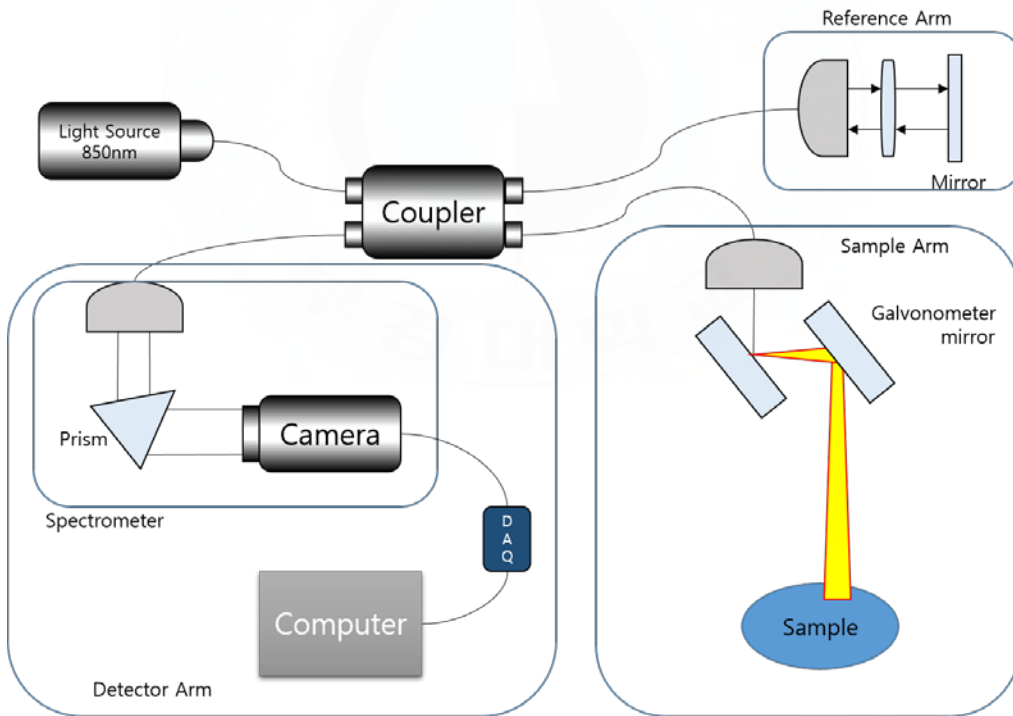 Reference Arm
Light Source
850nm
Coupler
Mirror
Sample Arm
Galvonometer
mirror
Prism
Camera
Spectrometer
D
A
Q
Computer
Sample
Detector Arm